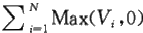 ∑_{i=1}^{N} Max(V_i, 0)